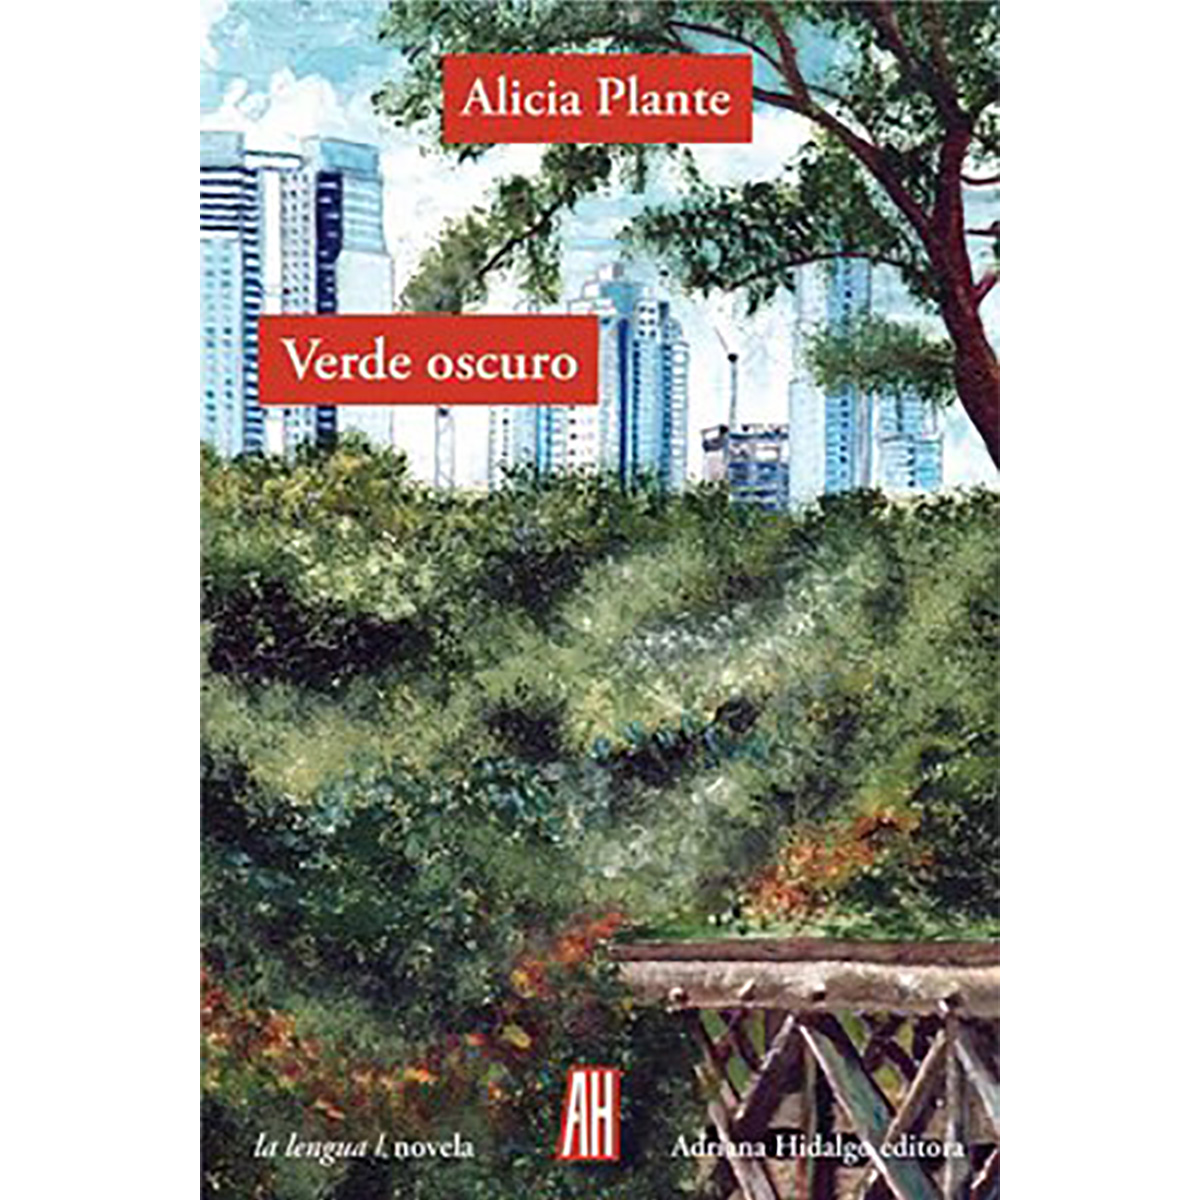 Alicia Plante
Verde oscuro
AH
la lengua / novela
Adriana Hidalgo editora